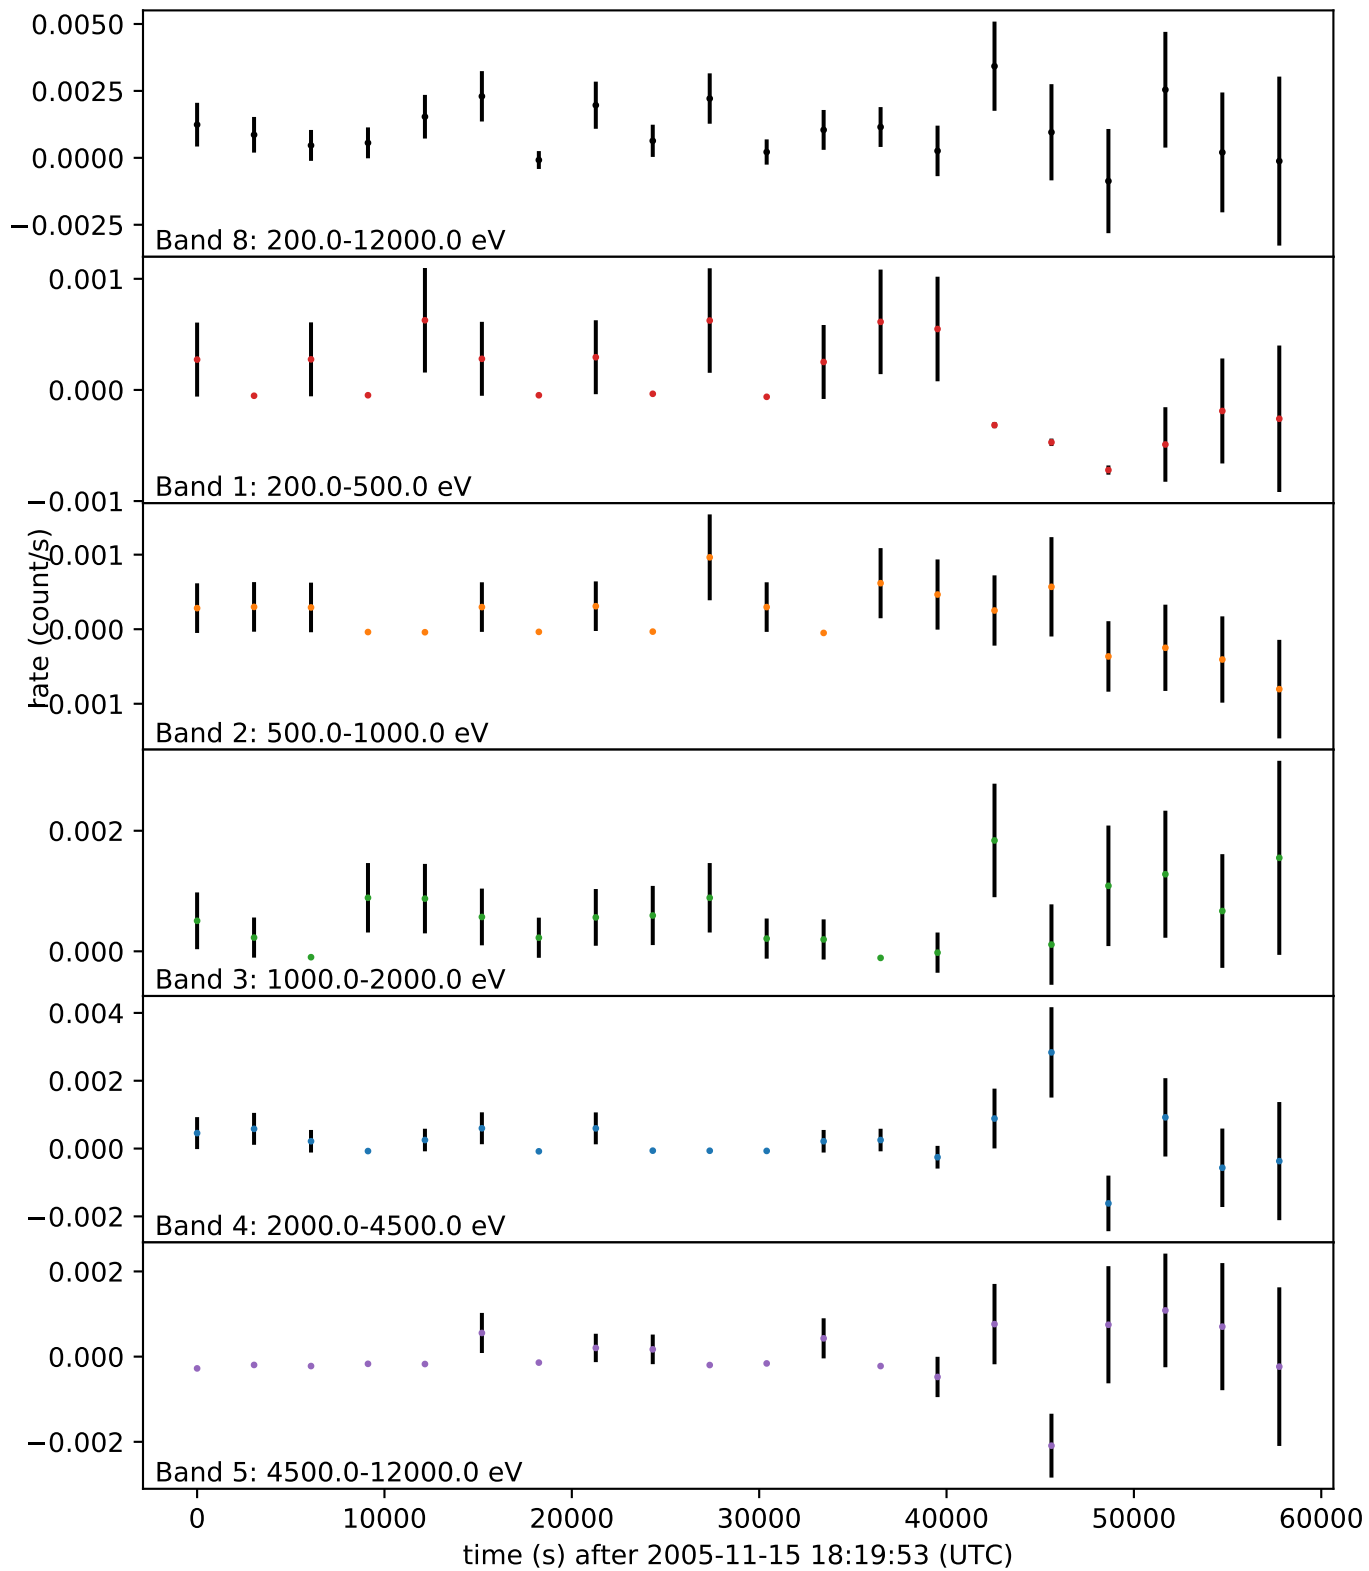 0.0050
0.0025
0.0000
−0.0025
Band 8: 200.0-12000.0 eV
0.001
0.000
−0.001
Band 1: 200.0-500.0 eV
rate (count/s)
0.001
0.000
−0.001
Band 2: 500.0-1000.0 eV
0.002
0.000
Band 3: 1000.0-2000.0 eV
0.004
0.002
0.000
−0.002
Band 4: 2000.0-4500.0 eV
0.002
0.000
−0.002
Band 5: 4500.0-12000.0 eV
0 10000 20000 30000 40000 50000 60000
time (s) after 2005-11-15 18:19:53 (UTC)